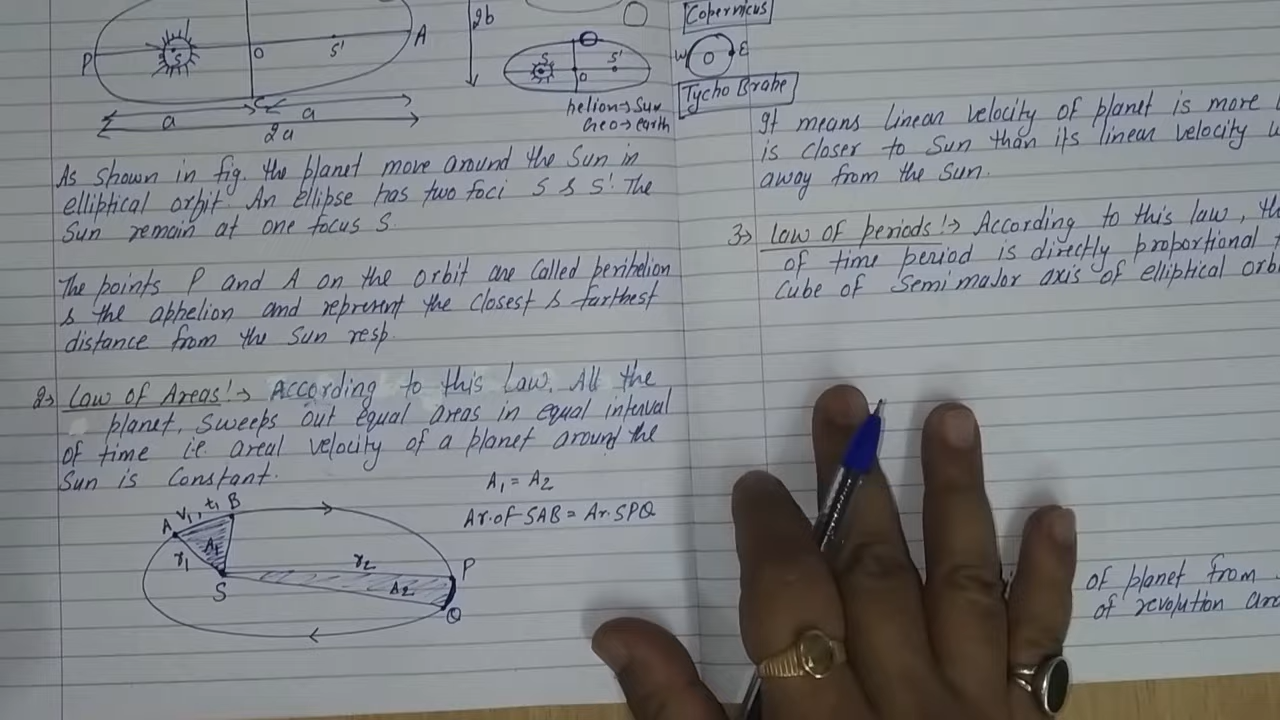 P
S
O
S'
A
C
a
a
2a
2b
S
O
S'
helion→Sun
Geo→earth
As shown in fig. the planet move around the Sun in
elliptical orbit. An ellipse has two foci S & S'. The
Sun remain at one focus S.
The points P and A on the orbit are called perihelion
& the aphelion and represent the closest & farthest
distance from the Sun resp.
2→ Law of Areas!→ According to this Law. All the
planet, sweeps out equal areas in equal interval
of time i.e. areal velocity of a planet around the
Sun is Constant.
A₁ = A₂
Ar. of SAB = Ar. SPQ
A V₁, t₁ B
A₁
r₁
S
r₂
A₂
P
Q
Copernicus
W O E
Tycho Brahe
It means linear velocity of planet is more
is closer to Sun than its linear velocity
away from the Sun.
3→ Law of periods!→ According to this law, th
of time period is directly proportional
cube of Semi major axis of elliptical orb
of planet from
of revolution